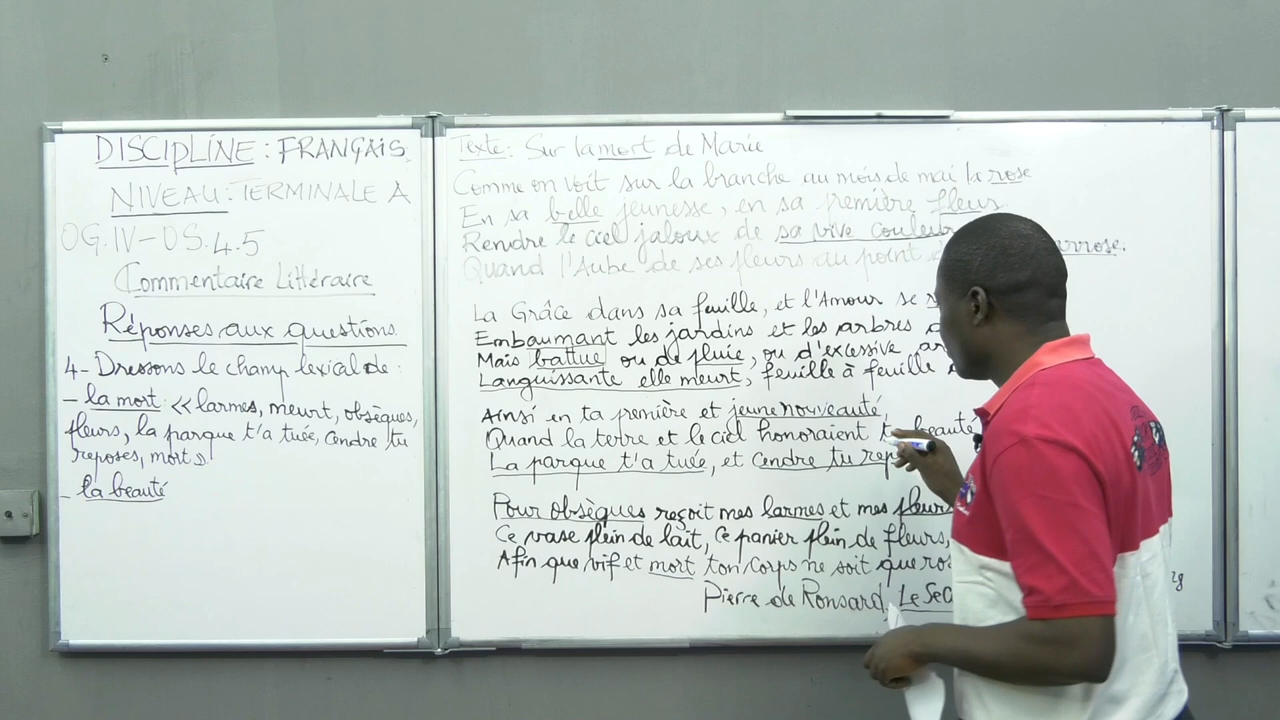 DISCIPLINE : FRANÇAIS
NIVEAU : TERMINALE A
OG.IV-OS.4.5
Commentaire Littéraire
Réponses aux questions
4- Dressons le champ lexical de :
- la mort : << larmes, meurt, obsèques,
fleurs, la parque t'a tuée, cendre tu
reposes, mort >>.
- la beauté
Texte : Sur la mort de Marie
Comme on voit sur la branche au mois de mai la rose
En sa belle jeunesse, en sa première fleur
Rendre le ciel jaloux de sa vive couleur
Quand l'Aube de ses fleurs au point arrose.
La Grâce dans sa feuille, et l'Amour se
Embaumant les jardins et les arbres
Mais battue ou de pluie, ou d'excessive
Languissante elle meurt, feuille à feuille
Ainsi en ta première et jeune nouveauté,
Quand la terre et le ciel honoraient beauté
La parque t'a tuée, et cendre tu
Pour obsèques reçoit mes larmes et mes pleurs
Ce vase plein de lait, ce panier plein de fleurs,
Afin que vif et mort ton corps ne soit que
Pierre de Ronsard, Le